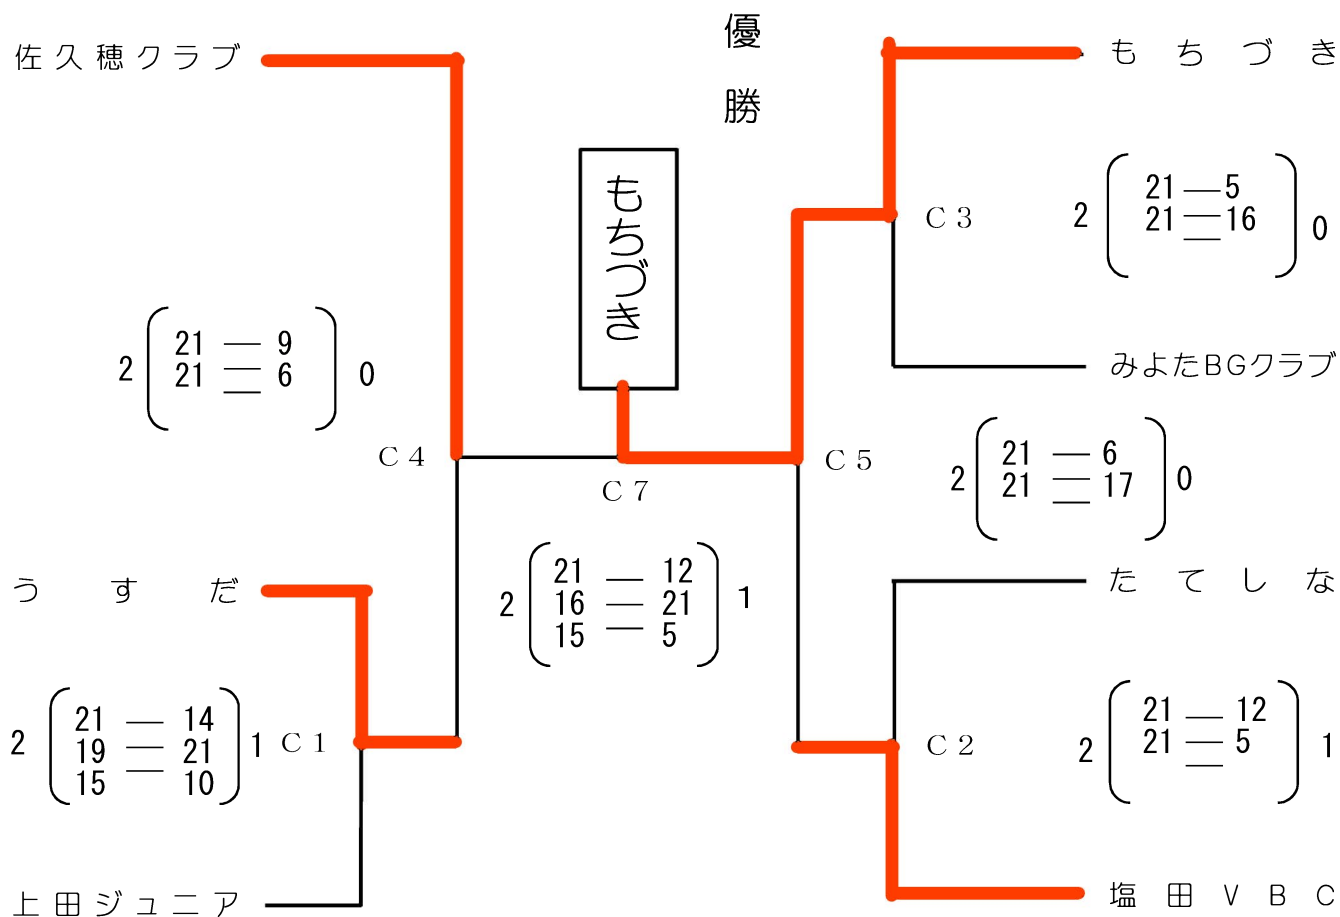 優勝
佐久穂クラブ
もちづき
もちづき
C3
2 21 — 5 0
21 — 16
—
2 21 — 9 0
21 — 6
—
みよたBGクラブ
C4
C5
C7
2 21 — 6 0
21 — 17
—
うすだ
2 21 — 12 1
16 — 21
15 — 5
たてしな
2 21 — 14 1
19 — 21
15 — 10
C1
C2
2 21 — 12 1
21 — 5
—
上田ジュニア
塩田VBC